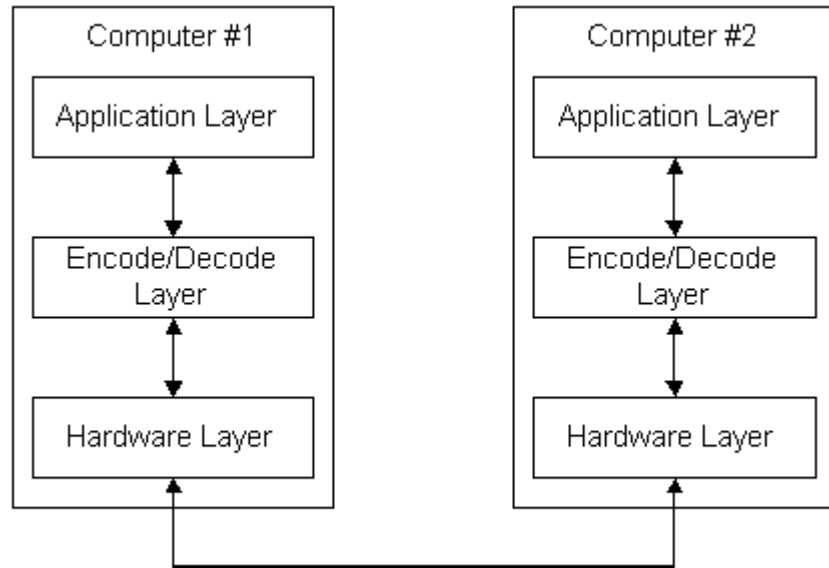 Computer #1
Application Layer
Encode/Decode
Layer
Hardware Layer
Computer #2
Application Layer
Encode/Decode
Layer
Hardware Layer